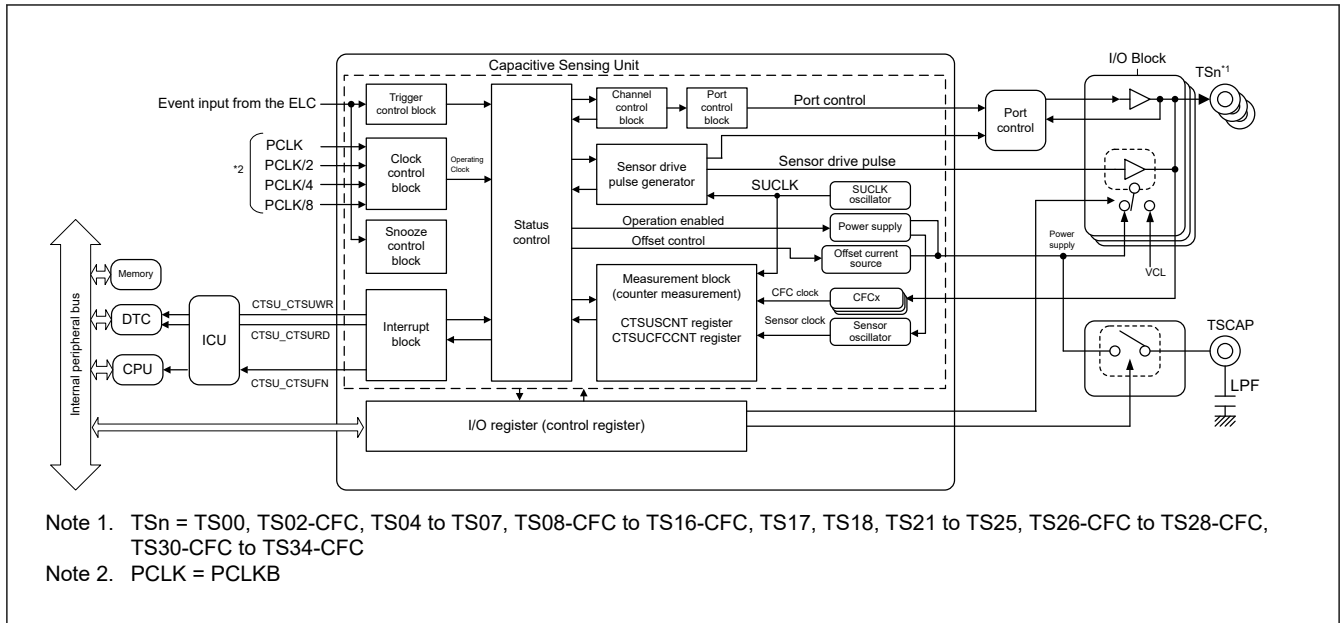 Capacitive Sensing Unit
I/O Block
TSn*1
Event input from the ELC
Trigger
control block
Channel
control
block
Port
control
block
Port control
Port
control
*2
PCLK
PCLK/2
PCLK/4
PCLK/8
Clock
control
block
Operating
Clock
Sensor drive
pulse generator
Sensor drive pulse
SUCLK
SUCLK
oscillator
Status
control
Snooze
control
block
Operation enabled
Power supply
Offset control
Offset current
source
Power
supply
VCL
Internal peripheral bus
Memory
DTC
CPU
ICU
CTSU_CTSUWR
CTSU_CTSURD
CTSU_CTSUFN
Interrupt
block
Measurement block
(counter measurement)
CTSUSCNT register
CTSUCFCCNT register
CFC clock
CFCx
Sensor clock
Sensor
oscillator
TSCAP
LPF
I/O register (control register)
Note 1. TSn = TS00, TS02-CFC, TS04 to TS07, TS08-CFC to TS16-CFC, TS17, TS18, TS21 to TS25, TS26-CFC to TS28-CFC,
TS30-CFC to TS34-CFC
Note 2. PCLK = PCLKB